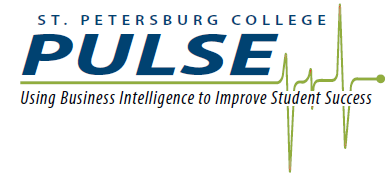 ST. PETERSBURG COLLEGE
PULSE
Using Business Intelligence to Improve Student Success